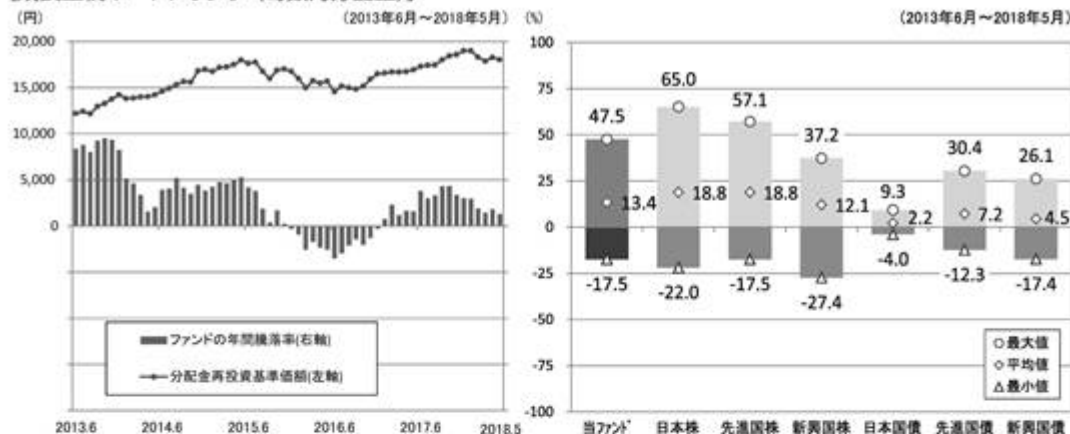 (円)
(2013年6月～2018年5月)
20,000
15,000
10,000
5,000
0
ファンドの年間騰落率(右軸)
分配金再投資基準価額(左軸)
2013.6 2014.6 2015.6 2016.6 2017.6 2018.5
(%)
(2013年6月～2018年5月)
100
75
50
25
0
-25
-50
-75
-100
47.5 65.0 57.1 37.2 9.3 30.4 26.1
13.4 18.8 18.8 12.1 2.2 7.2 4.5
-17.5 -22.0 -17.5 -27.4 -4.0 -12.3 -17.4
最大値
平均値
最小値
当ファンド 日本株 先進国株 新興国株 日本国債 先進国債 新興国債